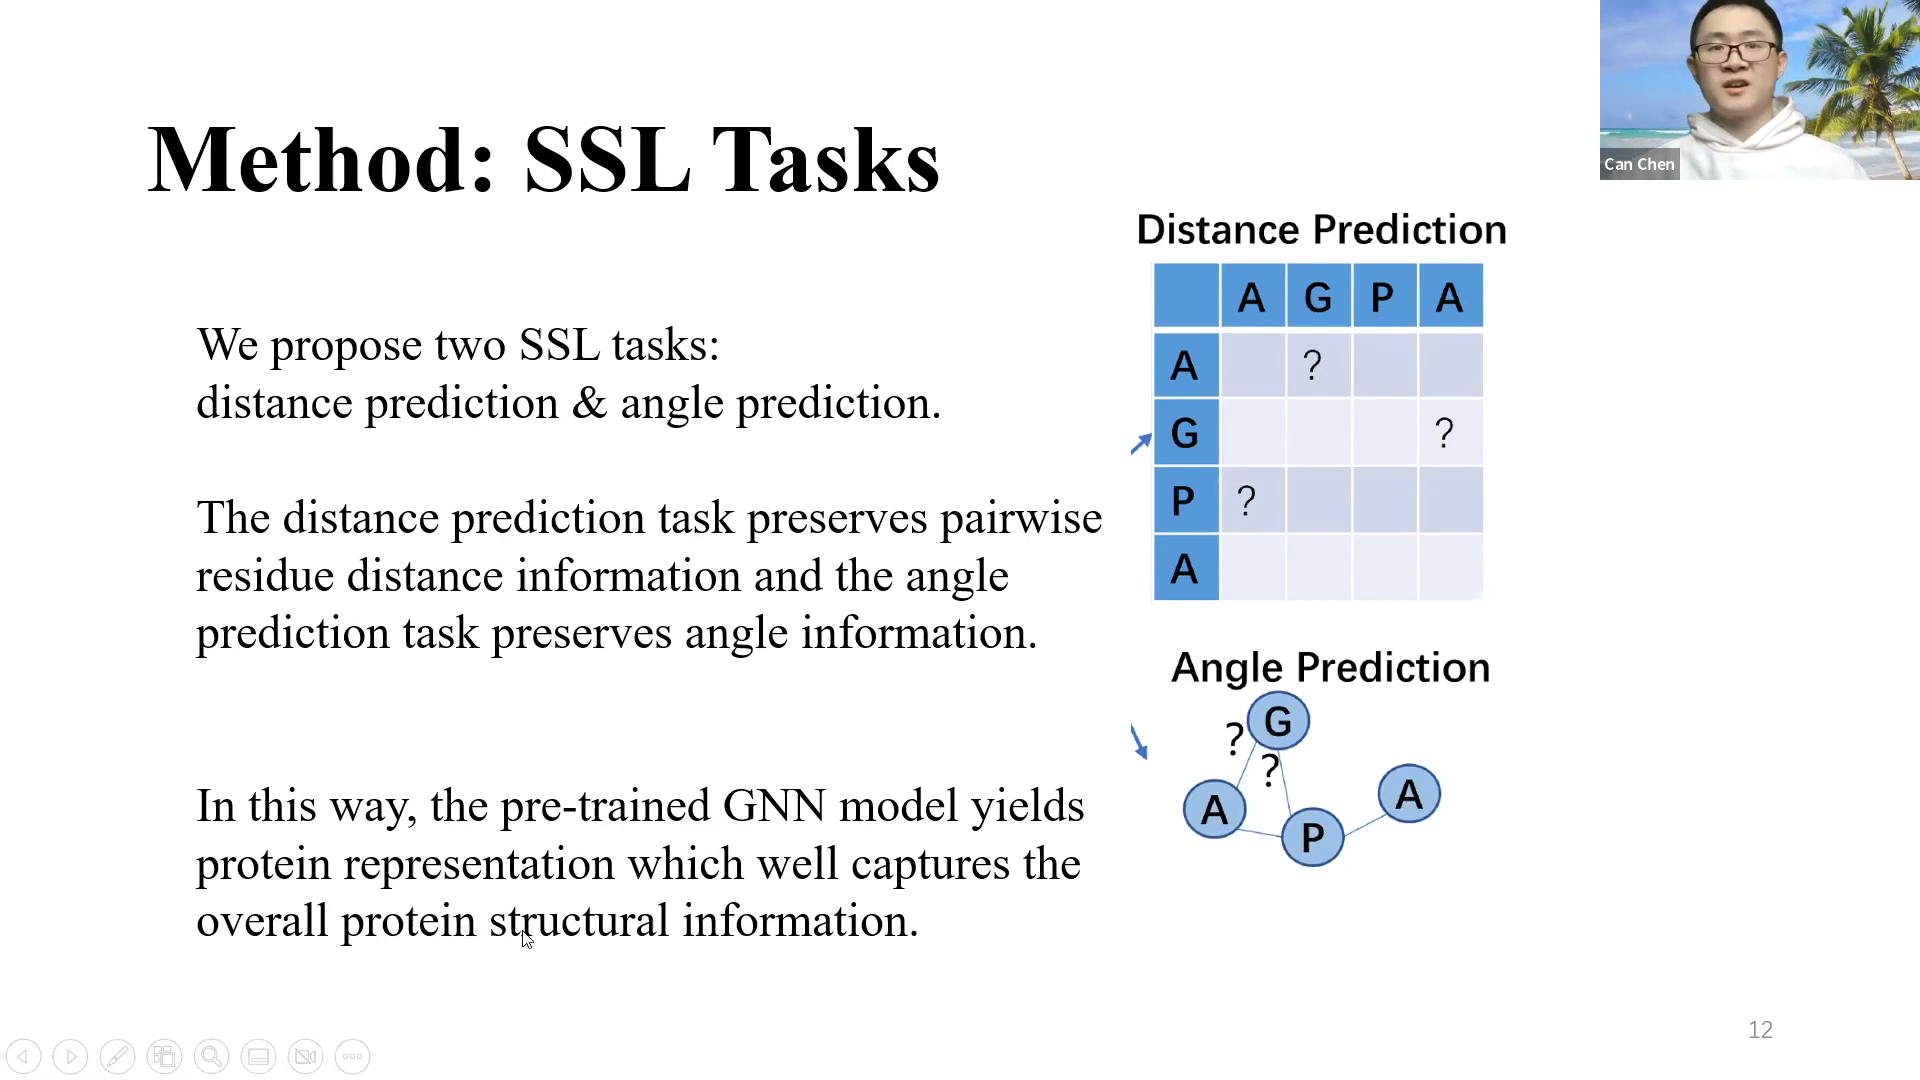 Method: SSL Tasks
Can Chen
We propose two SSL tasks:
distance prediction & angle prediction.
The distance prediction task preserves pairwise
residue distance information and the angle
prediction task preserves angle information.
In this way, the pre-trained GNN model yields
protein representation which well captures the
overall protein structural information.
Distance Prediction
A G P A
A ?
G ?
P ?
A
Angle Prediction
G
?
?
A
A
P
12